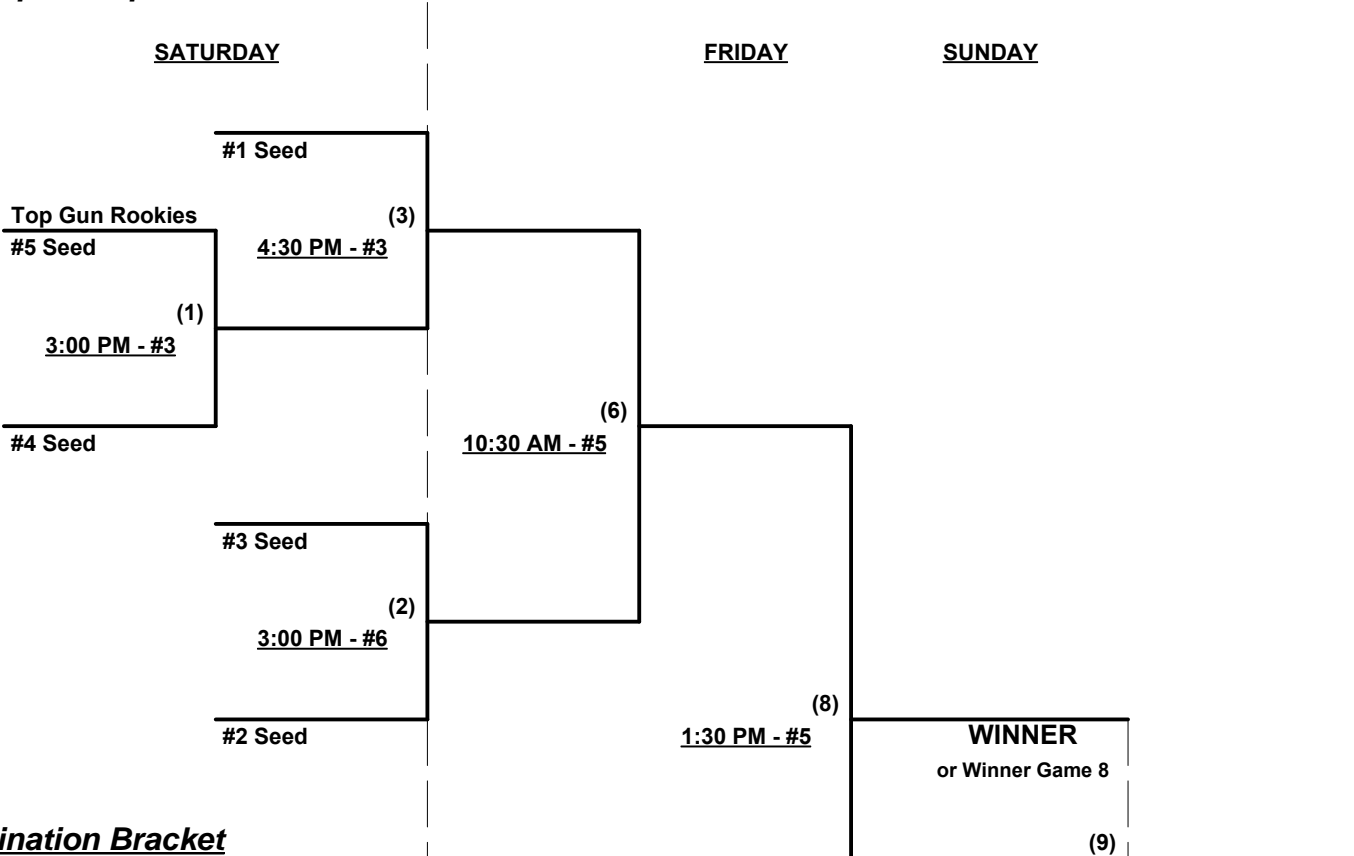 SATURDAY FRIDAY SUNDAY
#1 Seed
Top Gun Rookies (3)
#5 Seed 4:30 PM - #3
(1)
3:00 PM - #3
(6)
#4 Seed 10:30 AM - #5
#3 Seed
(2)
3:00 PM - #6
(8)
#2 Seed 1:30 PM - #5 WINNER
or Winner Game 8
ination Bracket (9)